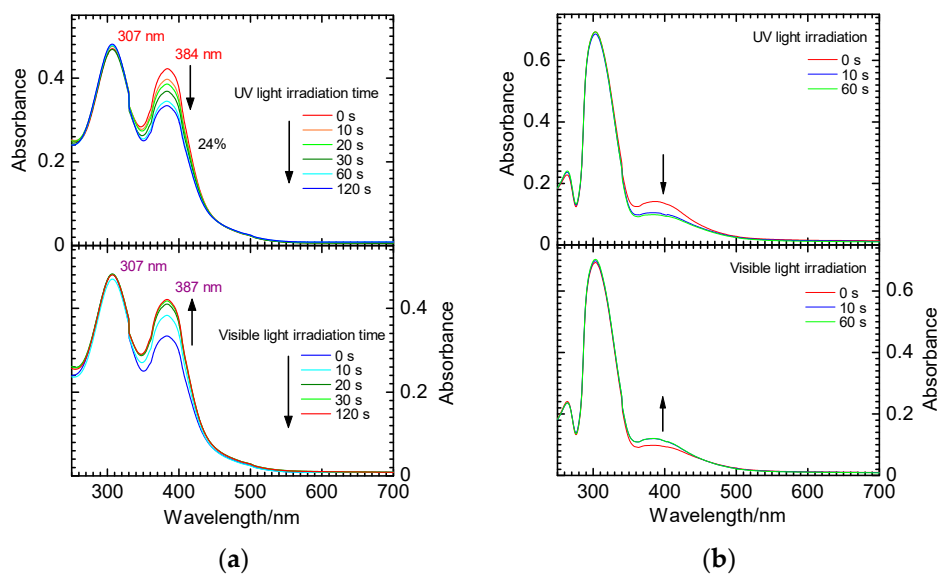 307 nm
384 nm
UV light irradiation time
0 s
10 s
20 s
30 s
60 s
120 s
24%
Absorbance
0.4
0.2
0
307 nm
387 nm
Visible light irradiation time
0 s
10 s
20 s
30 s
120 s
0.4
0.2
0
Absorbance
300 400 500 600 700
Wavelength/nm
(a)
UV light irradiation
0 s
10 s
60 s
Absorbance
0.6
0.4
0.2
0.0
Visible light irradiation
0 s
10 s
60 s
0.6
0.4
0.2
0.0
Absorbance
300 400 500 600 700
Wavelength/nm
(b)